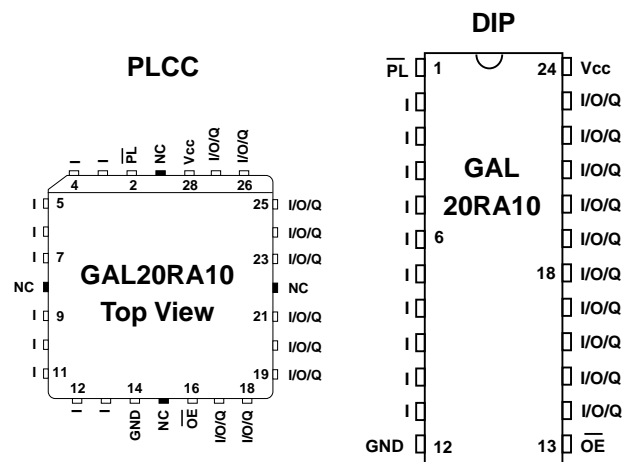 PLCC
I
I
PL
NC
Vcc
I/O/Q
I/O/Q
4
2
28
26
I 5
25 I/O/Q
I
I/O/Q
I 7
23 I/O/Q
NC
NC
GAL20RA10
Top View
I 9
21 I/O/Q
I
I/O/Q
I 11
19 I/O/Q
12
14
16
18
I
I
GND
NC
OE
I/O/Q
I/O/Q
DIP
PL 1
24 Vcc
I
I/O/Q
I
I/O/Q
I
I/O/Q
GAL
20RA10
I
I/O/Q
I 6
I/O/Q
I
18 I/O/Q
I
I/O/Q
I
I/O/Q
I
I/O/Q
I
I/O/Q
GND 12
13 OE